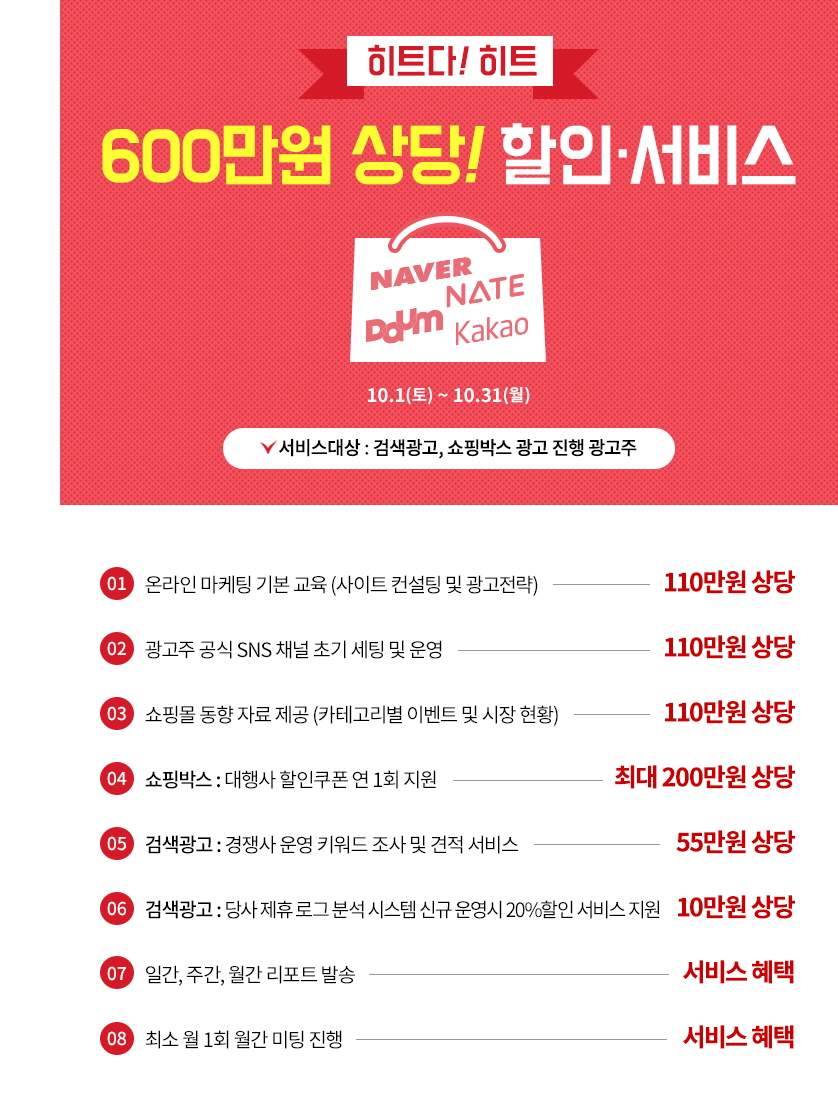 히트다! 히트
600만원 상당! 할인·서비스
NAVER
NATE
Daum
Kakao
10.1(토) ~ 10.31(월)
서비스대상 : 검색광고, 쇼핑박스 광고 진행 광고주
01 온라인 마케팅 기본 교육 (사이트 컨설팅 및 광고전략) 110만원 상당
02 광고주 공식 SNS 채널 초기 세팅 및 운영 110만원 상당
03 쇼핑몰 동향 자료 제공 (카테고리별 이벤트 및 시장 현황) 110만원 상당
04 쇼핑박스 : 대행사 할인쿠폰 연 1회 지원 최대 200만원 상당
05 검색광고 : 경쟁사 운영 키워드 조사 및 견적 서비스 55만원 상당
06 검색광고 : 당사 제휴 로그 분석 시스템 신규 운영시 20%할인 서비스 지원 10만원 상당
07 일간, 주간, 월간 리포트 발송 서비스 혜택
08 최소 월 1회 월간 미팅 진행 서비스 혜택